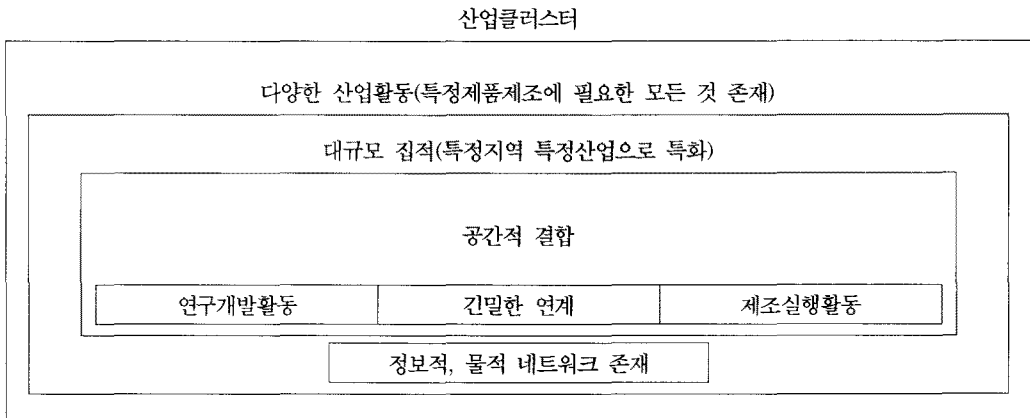 산업클러스터
다양한 산업활동(특정제품제조에 필요한 모든 것 존재)
대규모 집적(특정지역 특정산업으로 특화)
공간적 결합
연구개발활동 긴밀한 연계 제조실행활동
정보적, 물적 네트워크 존재